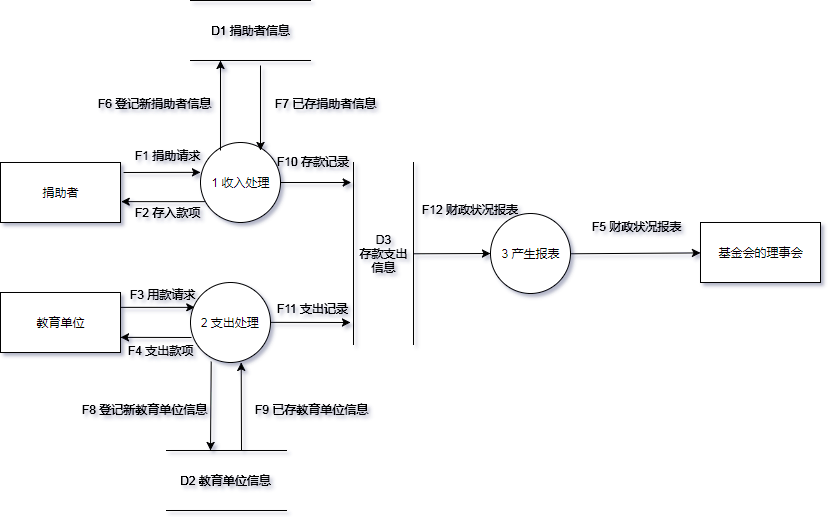 D1 捐助者信息
F6 登记新捐助者信息
F7 已存捐助者信息
F1 捐助请求
F10 存款记录
捐助者
1 收入处理
F2 存入款项
F12 财政状况报表
D3
存款支出
信息
F5 财政状况报表
3 产生报表
基金会的理事会
F3 用款请求
F11 支出记录
教育单位
2 支出处理
F4 支出款项
F8 登记新教育单位信息
F9 已存教育单位信息
D2 教育单位信息